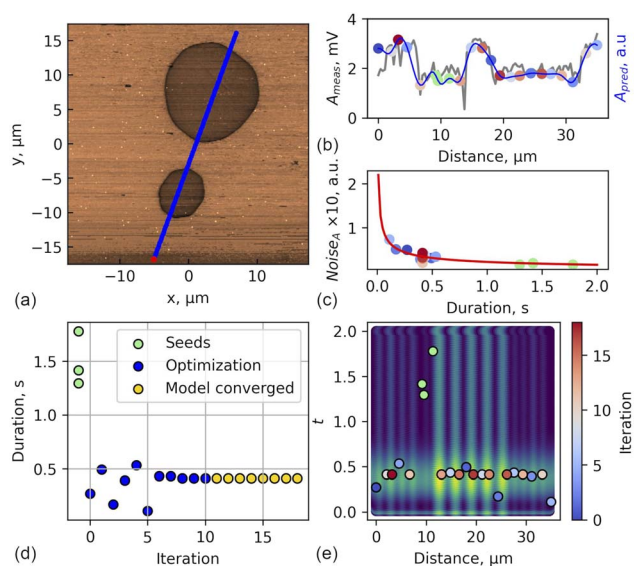 15
10
5
0
−5
−10
−15
y, µm
−10
0
10
x, µm
(a)
4
2
0
A_meas, mV
A_pred, a.u
0
10
20
30
Distance, µm
(b)
2
1
Noise_A ×10, a.u.
0.0
0.5
1.0
1.5
2.0
Duration, s
(c)
1.5
1.0
0.5
Duration, s
Seeds
Optimization
Model converged
0
5
10
15
Iteration
(d)
2.0
1.5
1.0
0.5
0.0
t
0
10
20
30
Distance, µm
(e)
15
10
5
0
Iteration